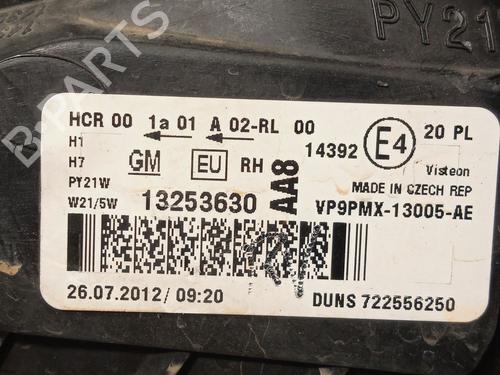 PY21
HCR 00 1a 01 A 02-RL 00
H1
H7 GM EU RH
PY21W
W21/5W 13253630 AA8
14392 E4 20 PL
Visteon
MADE IN CZECH REP
VP9PMX-13005-AE
26.07.2012/ 09:20 DUNS 722556250
B-PARTS